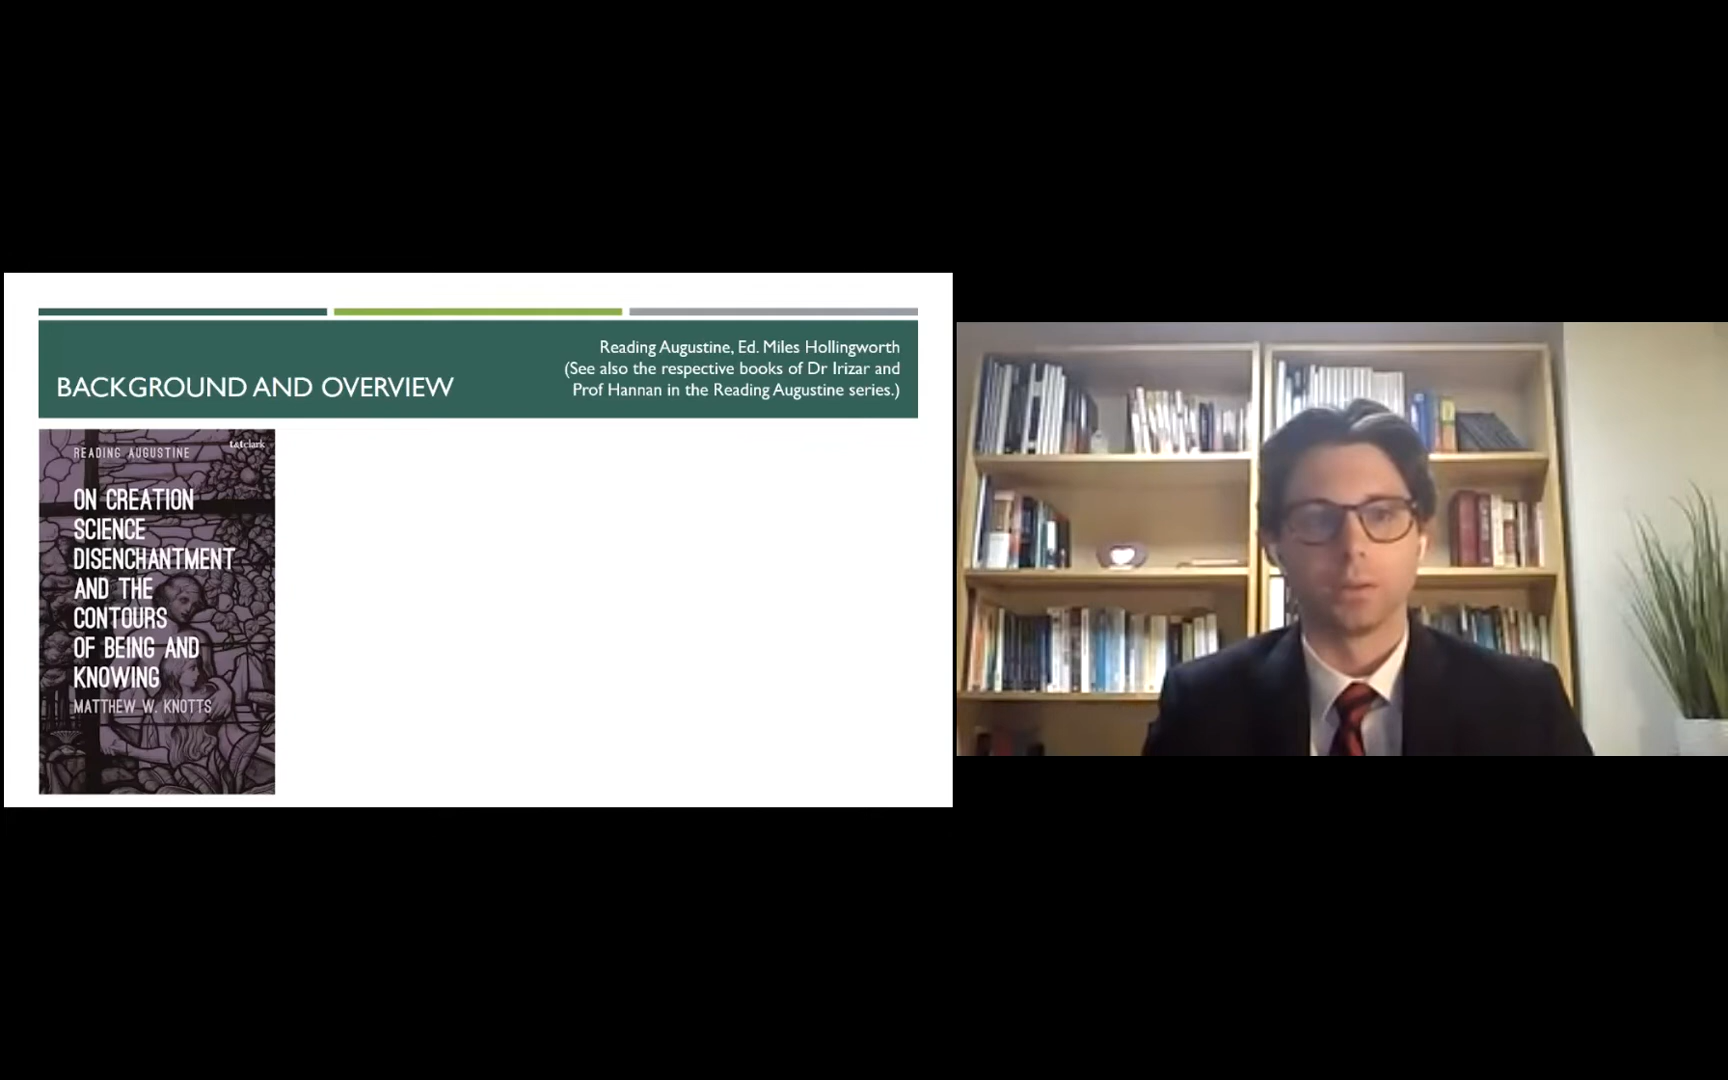 Reading Augustine, Ed. Miles Hollingworth
(See also the respective books of Dr Irizar and
Prof Hannan in the Reading Augustine series.)
BACKGROUND AND OVERVIEW
t&tclark
READING AUGUSTINE
ON CREATION
SCIENCE
DISENCHANTMENT
AND THE
CONTOURS
OF BEING AND
KNOWING
MATTHEW W. KNOTTS